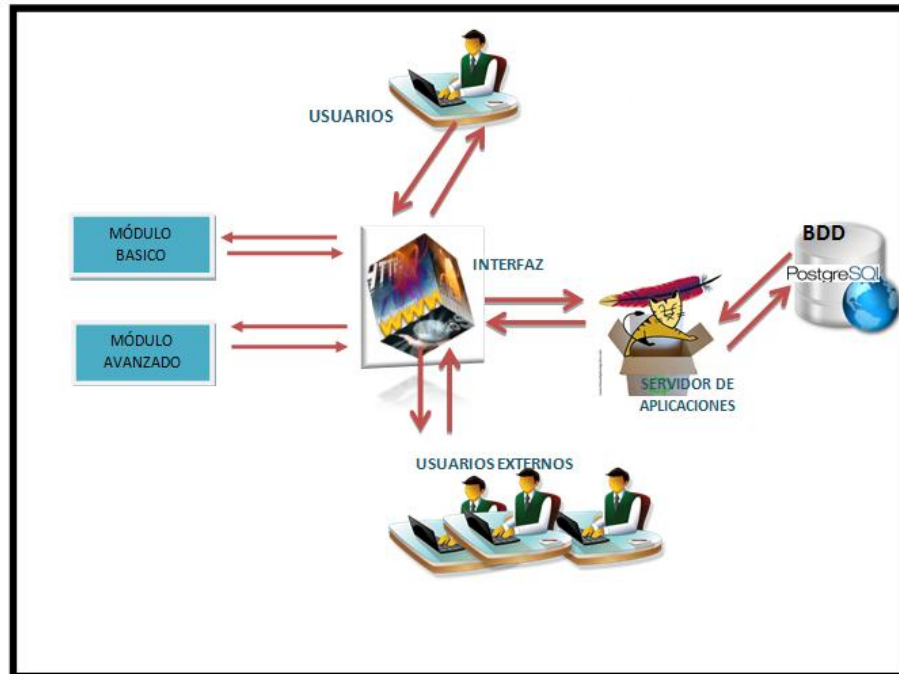 USUARIOS
MÓDULO
BASICO
INTERFAZ
BDD
PostgreSQL
MÓDULO
AVANZADO
SERVIDOR DE
APLICACIONES
USUARIOS EXTERNOS